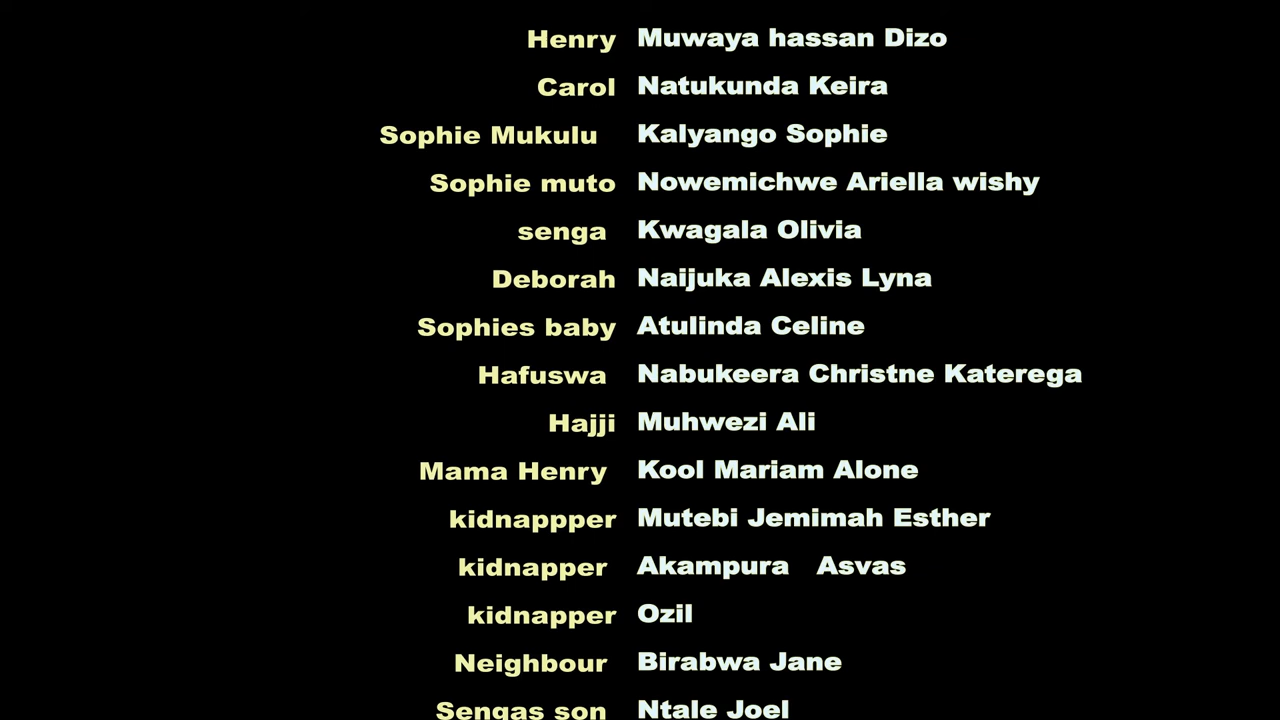 Henry Muwaya hassan Dizo
Carol Natukunda Keira
Sophie Mukulu Kalyango Sophie
Sophie muto Nowemichwe Ariella wishy
senga Kwagala Olivia
Deborah Naijuka Alexis Lyna
Sophies baby Atulinda Celine
Hafuswa Nabukeera Christne Katerega
Hajji Muhwezi Ali
Mama Henry Kool Mariam Alone
kidnappper Mutebi Jemimah Esther
kidnapper Akampura Asvas
kidnapper Ozil
Neighbour Birabwa Jane
Sengas son Ntale Joel